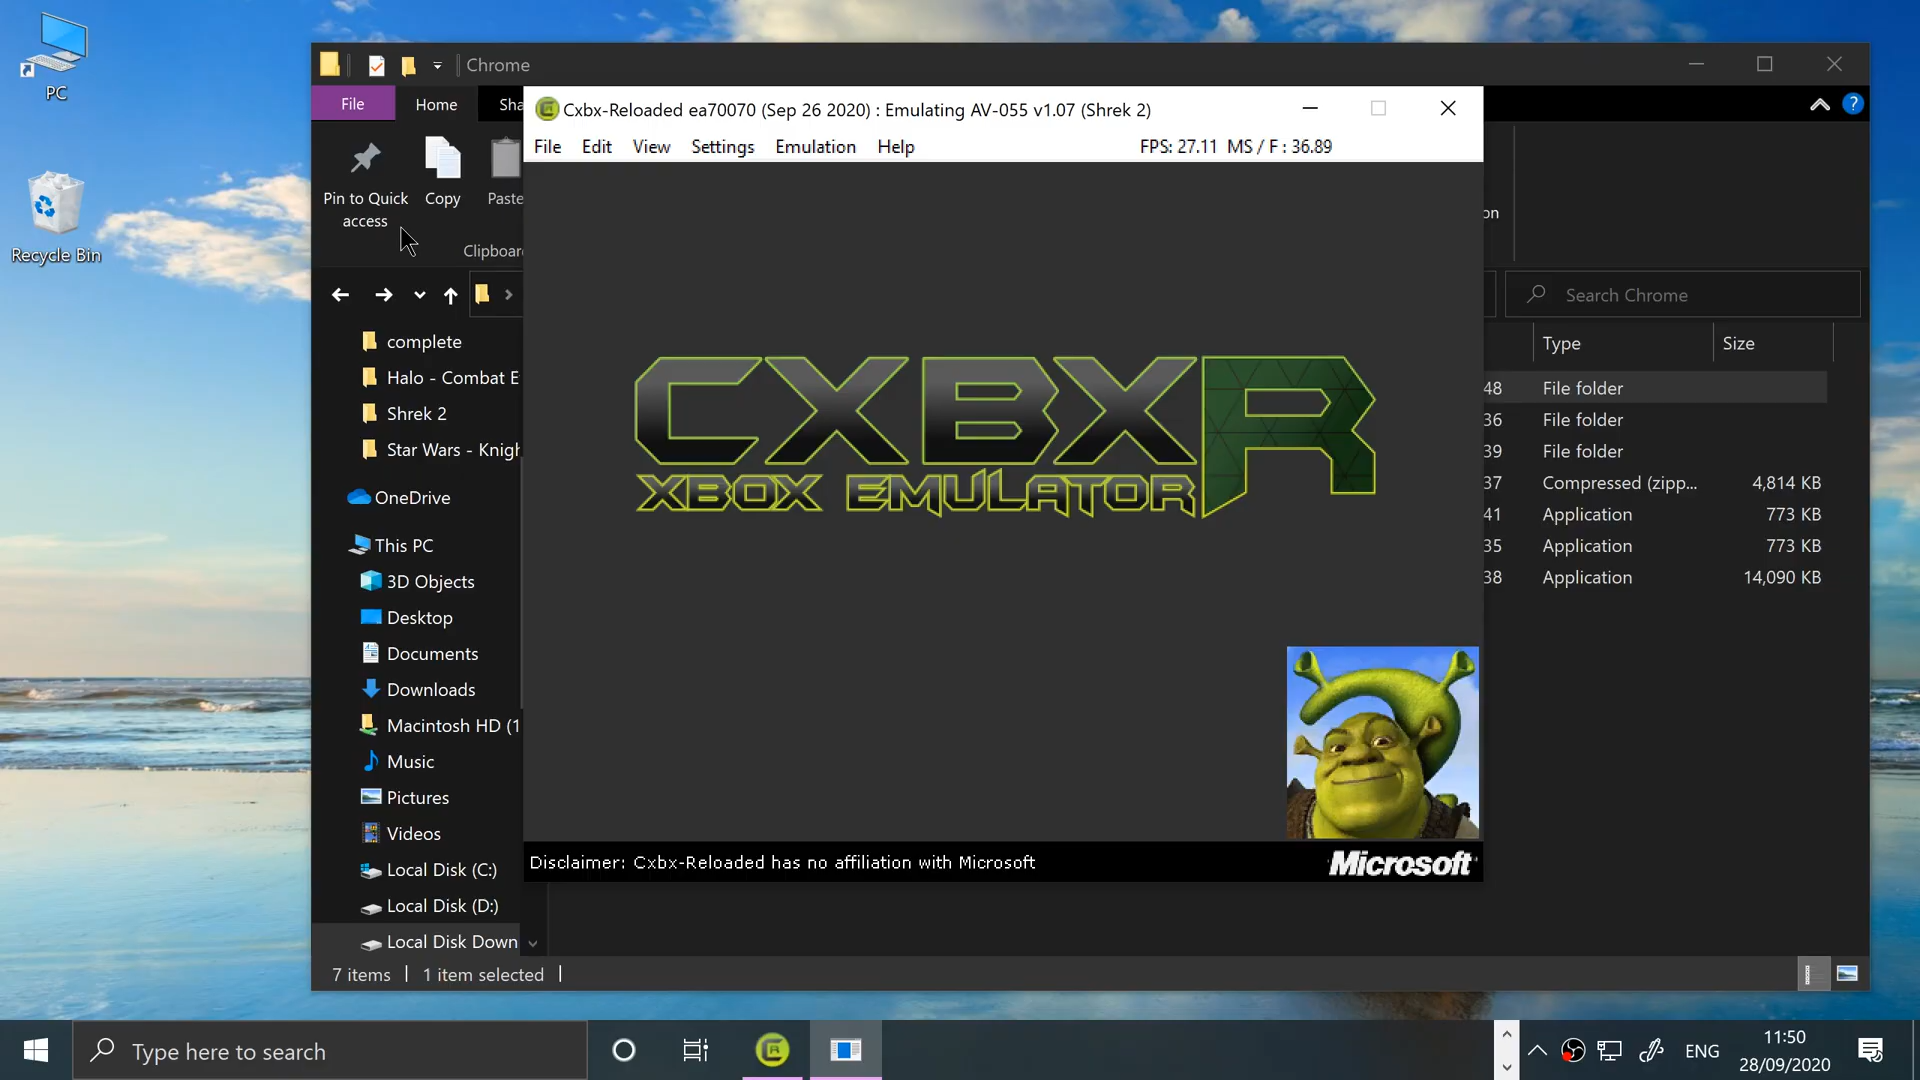 PC
Recycle Bin
Chrome
File
Home
Sha
Pin to Quick
access
Copy
Paste
Clipboar
Cxbx-Reloaded ea70070 (Sep 26 2020) : Emulating AV-055 v1.07 (Shrek 2)
File Edit View Settings Emulation Help
FPS: 27.11 MS / F : 36.89
on
Search Chrome
complete
Halo - Combat E
Shrek 2
Star Wars - Knigh
OneDrive
This PC
3D Objects
Desktop
Documents
Downloads
Macintosh HD (1
Music
Pictures
Videos
Local Disk (C:)
Local Disk (D:)
Local Disk Down
CXBXR
XBOX EMULATOR
Disclaimer: Cxbx-Reloaded has no affiliation with Microsoft
Microsoft
Type Size
48 File folder
36 File folder
39 File folder
37 Compressed (zipp... 4,814 KB
41 Application 773 KB
35 Application 773 KB
38 Application 14,090 KB
7 items 1 item selected
Type here to search
ENG
11:50
28/09/2020